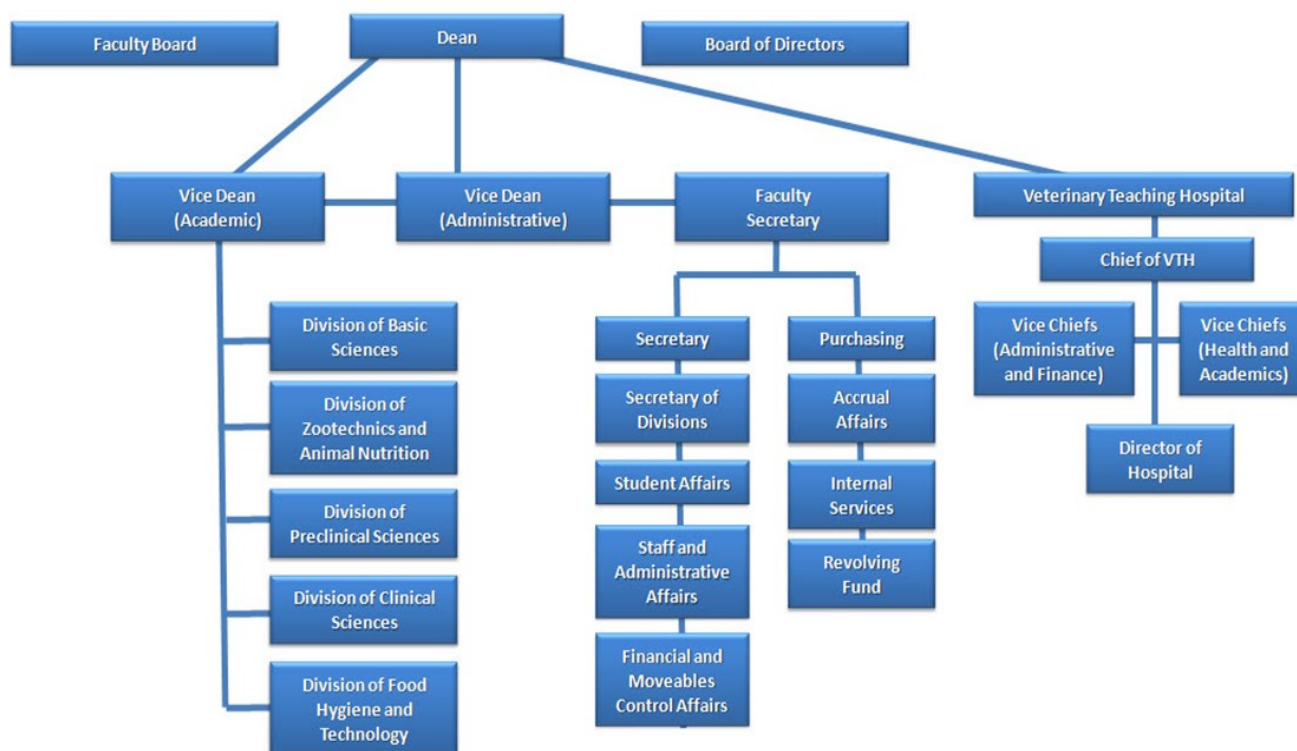 Faculty Board
Dean
Board of Directors
Vice Dean
(Academic)
Vice Dean
(Administrative)
Faculty
Secretary
Veterinary Teaching Hospital
Chief of VTH
Vice Chiefs
(Administrative
and Finance)
Vice Chiefs
(Health and
Academics)
Director of
Hospital
Division of Basic
Sciences
Division of
Zootechnics and
Animal Nutrition
Division of
Preclinical Sciences
Division of Clinical
Sciences
Division of Food
Hygiene and
Technology
Secretary
Secretary of
Divisions
Student Affairs
Staff and
Administrative
Affairs
Financial and
Moveables
Control Affairs
Purchasing
Accrual
Affairs
Internal
Services
Revolving
Fund